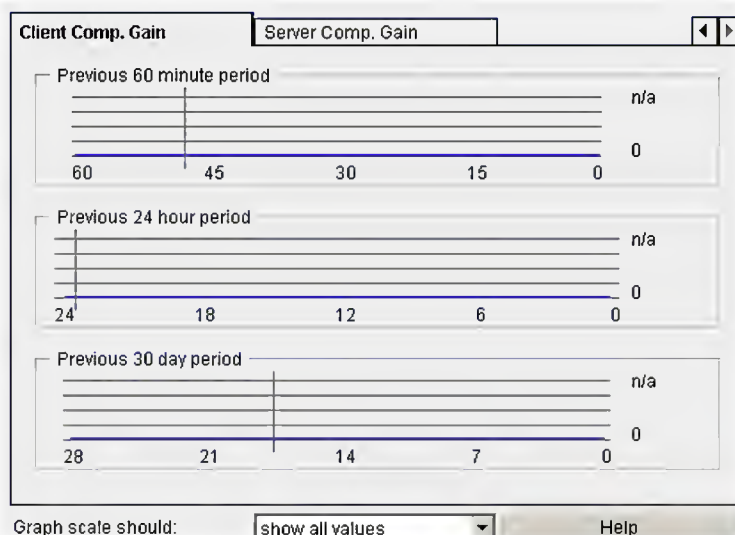 Client Comp. Gain
Server Comp. Gain
Previous 60 minute period
n/a
0
60 45 30 15 0
Previous 24 hour period
n/a
0
24 18 12 6 0
Previous 30 day period
n/a
0
28 21 14 7 0
Graph scale should: show all values Help